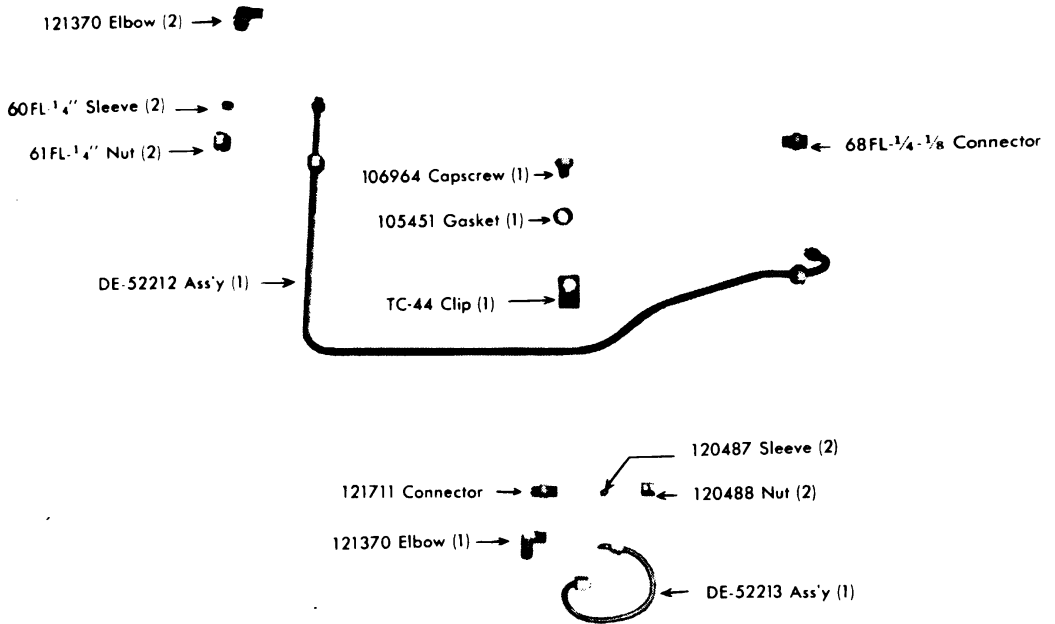 121370 Elbow (2)
60FL-1/4" Sleeve (2)
61FL-1/4" Nut (2)
68FL-1/4-1/8 Connector
106964 Capscrew (1)
105451 Gasket (1)
DE-52212 Ass'y (1)
TC-44 Clip (1)
120487 Sleeve (2)
121711 Connector
120488 Nut (2)
121370 Elbow (1)
DE-52213 Ass'y (1)